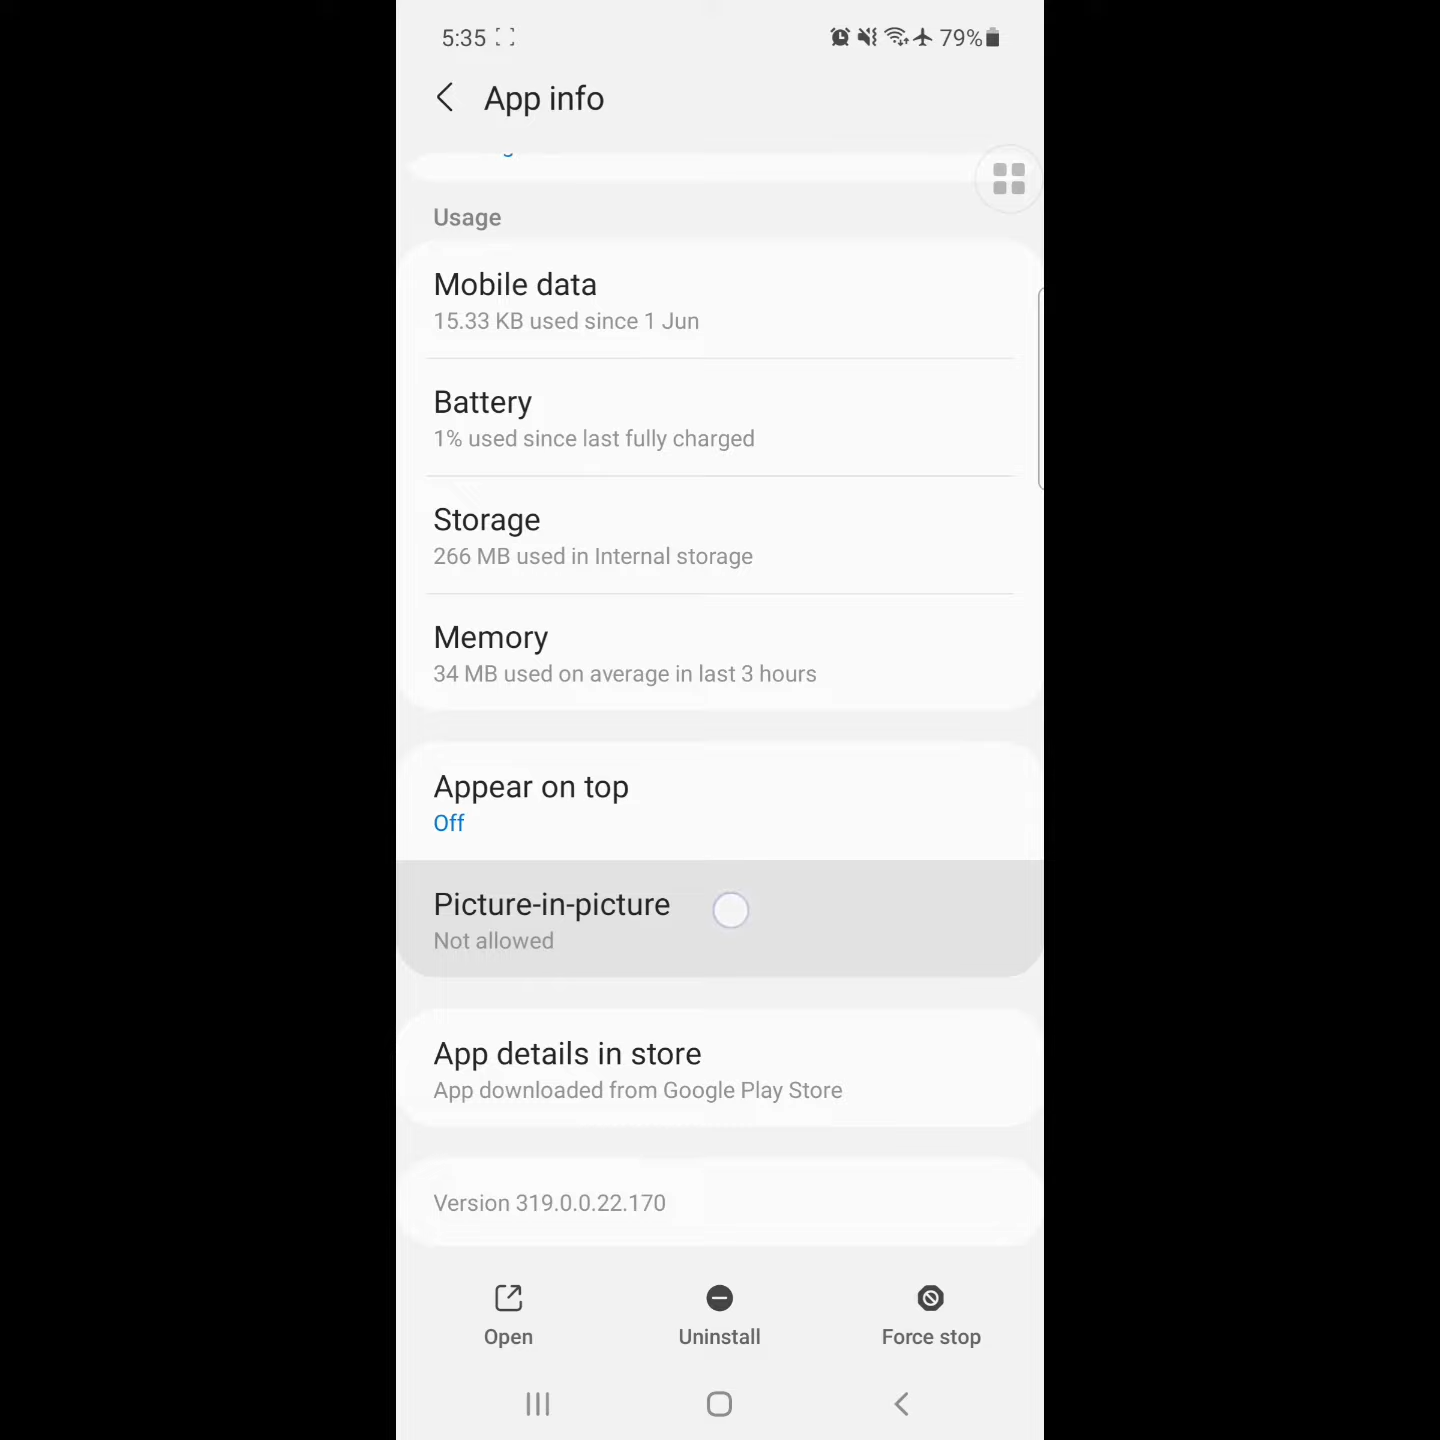 5:35
79%
App info
Usage
Mobile data
15.33 KB used since 1 Jun
Battery
1% used since last fully charged
Storage
266 MB used in Internal storage
Memory
34 MB used on average in last 3 hours
Appear on top
Off
Picture-in-picture
Not allowed
App details in store
App downloaded from Google Play Store
Version 319.0.0.22.170
Open
Uninstall
Force stop